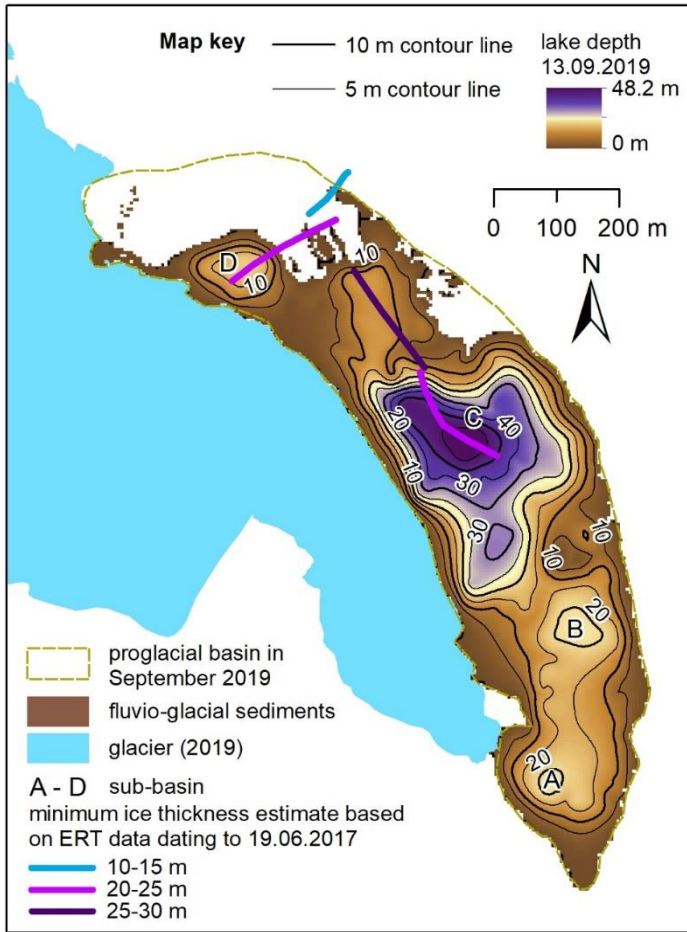 Map key
10 m contour line
5 m contour line
lake depth
13.09.2019
48.2 m
0 m
0 100 200 m
N
D
10
10
20
C
40
10
30
30
10
10
20
B
20
A
proglacial basin in
September 2019
fluvio-glacial sediments
glacier (2019)
A - D sub-basin
minimum ice thickness estimate based
on ERT data dating to 19.06.2017
10-15 m
20-25 m
25-30 m